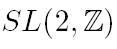 SL(2, ℤ)